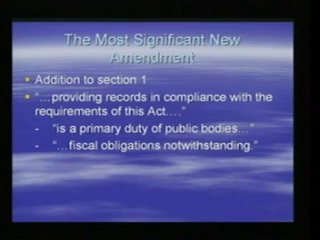 The Most Significant New
Amendment
• Addition to section 1
• "…providing records in compliance with the
requirements of this Act…."
- "is a primary duty of public bodies…"
- "…fiscal obligations notwithstanding."